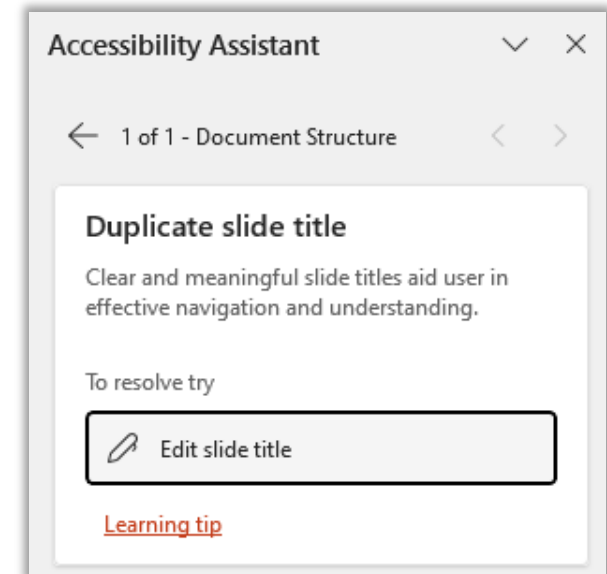 Accessibility Assistant
1 of 1 - Document Structure
Duplicate slide title
Clear and meaningful slide titles aid user in
effective navigation and understanding.
To resolve try
Edit slide title
Learning tip